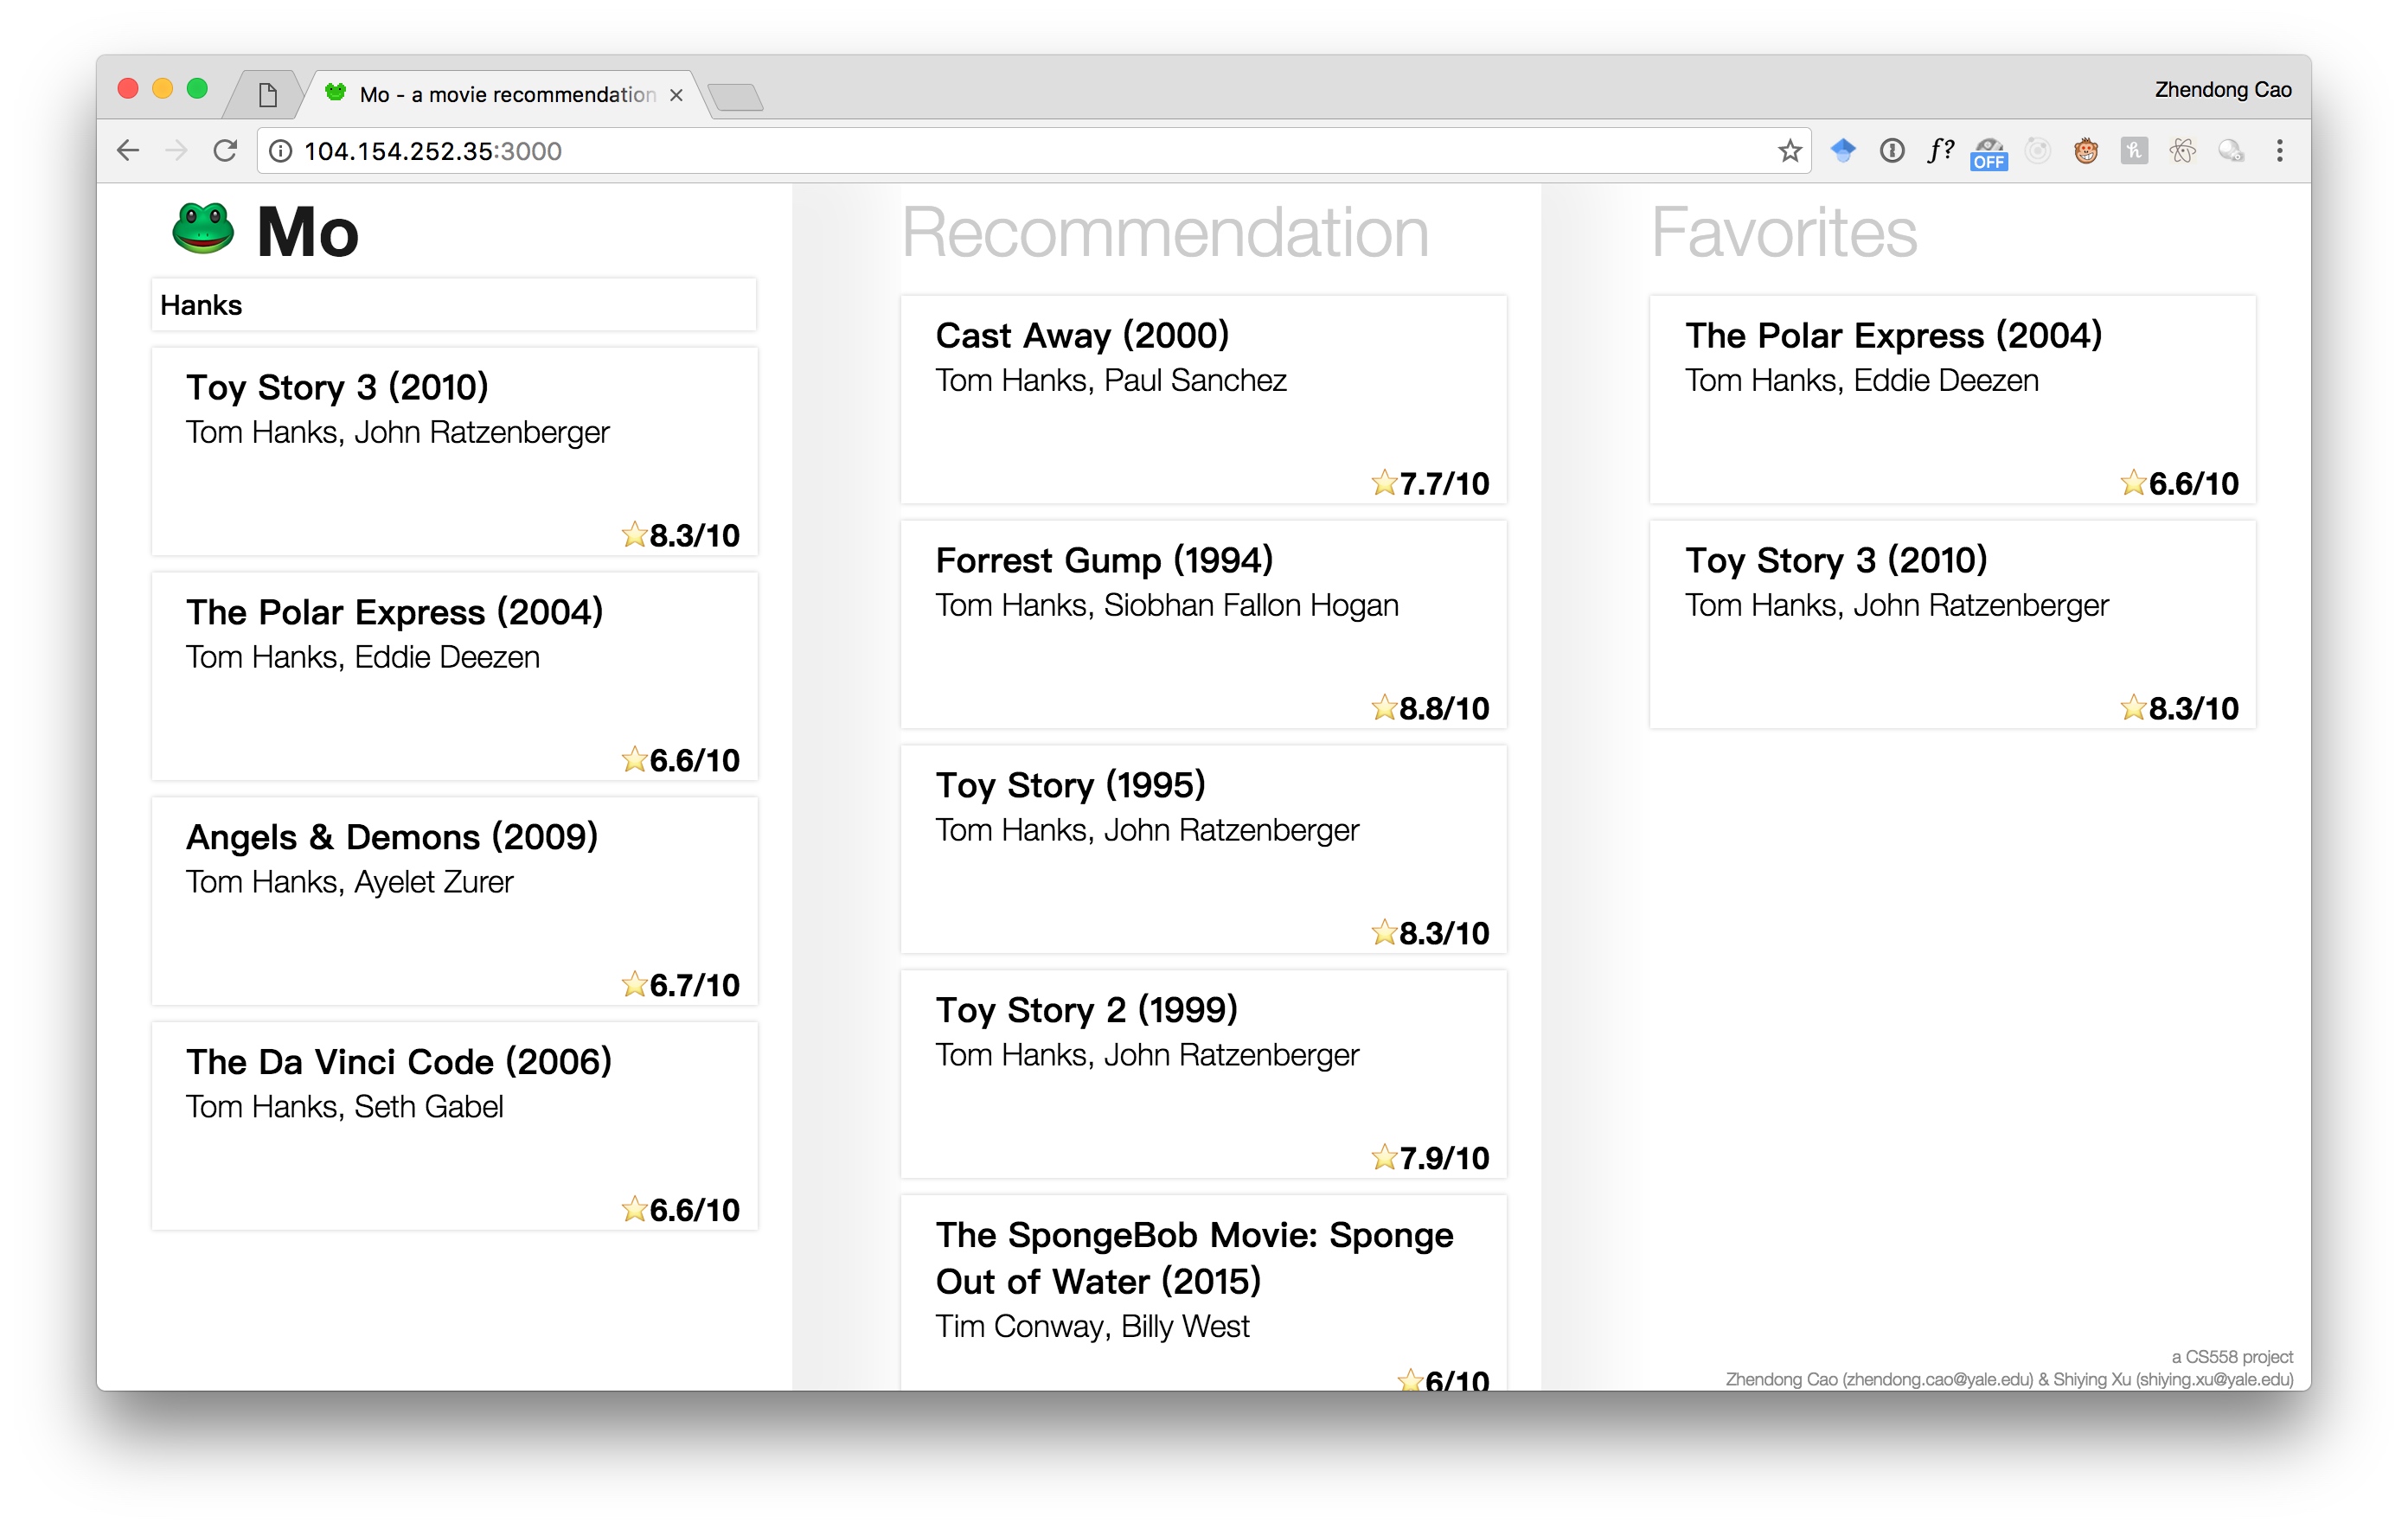 Mo - a movie recommendation
Zhendong Cao
104.154.252.35:3000
f?
OFF
Mo
Hanks
Toy Story 3 (2010)
Tom Hanks, John Ratzenberger
8.3/10
The Polar Express (2004)
Tom Hanks, Eddie Deezen
6.6/10
Angels & Demons (2009)
Tom Hanks, Ayelet Zurer
6.7/10
The Da Vinci Code (2006)
Tom Hanks, Seth Gabel
6.6/10
Recommendation
Cast Away (2000)
Tom Hanks, Paul Sanchez
7.7/10
Forrest Gump (1994)
Tom Hanks, Siobhan Fallon Hogan
8.8/10
Toy Story (1995)
Tom Hanks, John Ratzenberger
8.3/10
Toy Story 2 (1999)
Tom Hanks, John Ratzenberger
7.9/10
The SpongeBob Movie: Sponge
Out of Water (2015)
Tim Conway, Billy West
6/10
Favorites
The Polar Express (2004)
Tom Hanks, Eddie Deezen
6.6/10
Toy Story 3 (2010)
Tom Hanks, John Ratzenberger
8.3/10
a CS558 project
Zhendong Cao (zhendong.cao@yale.edu) & Shiying Xu (shiying.xu@yale.edu)